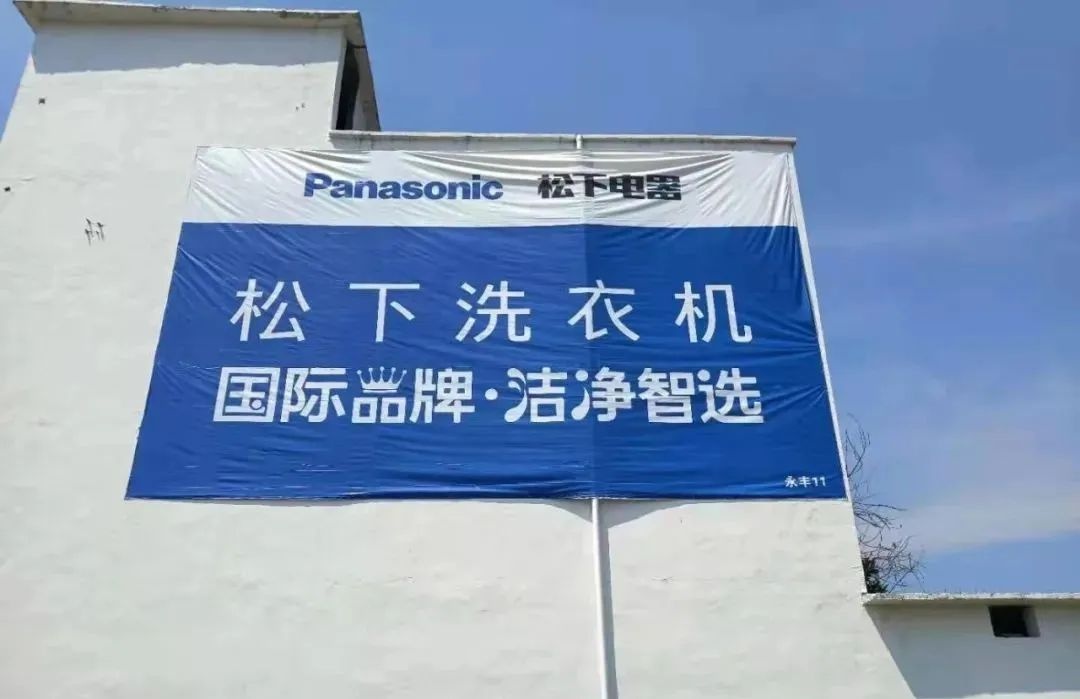 Panasonic 松下电器
松下洗衣机
国际品牌·洁净智选
永丰11